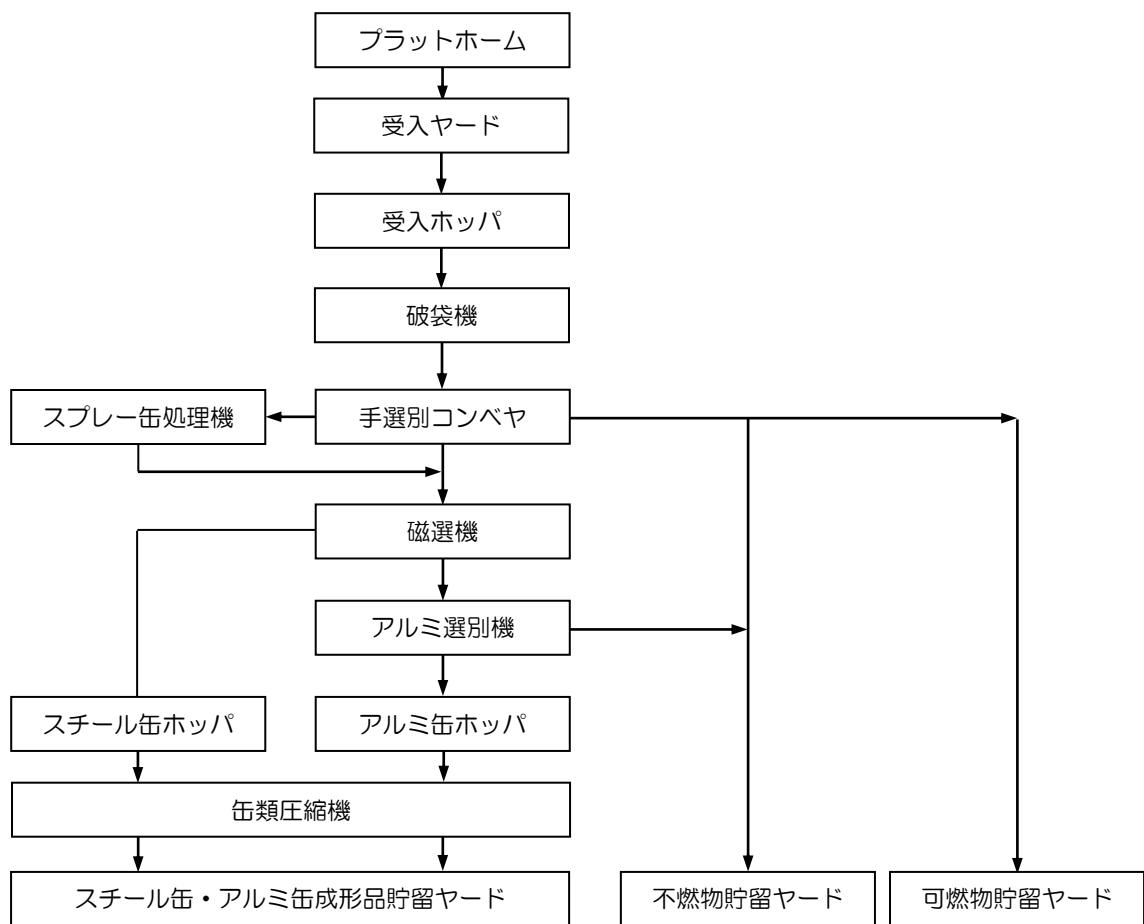 プラットホーム
受入ヤード
受入ホッパ
破袋機
スプレー缶処理機
手選別コンベヤ
磁選機
アルミ選別機
スチール缶ホッパ
アルミ缶ホッパ
缶類圧縮機
スチール缶・アルミ缶成形品貯留ヤード
不燃物貯留ヤード
可燃物貯留ヤード